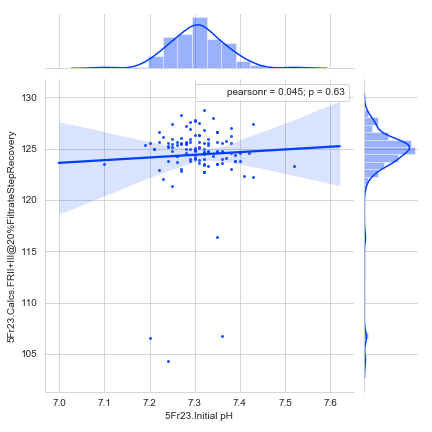 pearsonr = 0.045; p = 0.63
130
125
120
115
110
105
5Fr23.Calcs.FRII+III@20%FiltrateStepRecovery
7.0 7.1 7.2 7.3 7.4 7.5 7.6
5Fr23.Initial pH